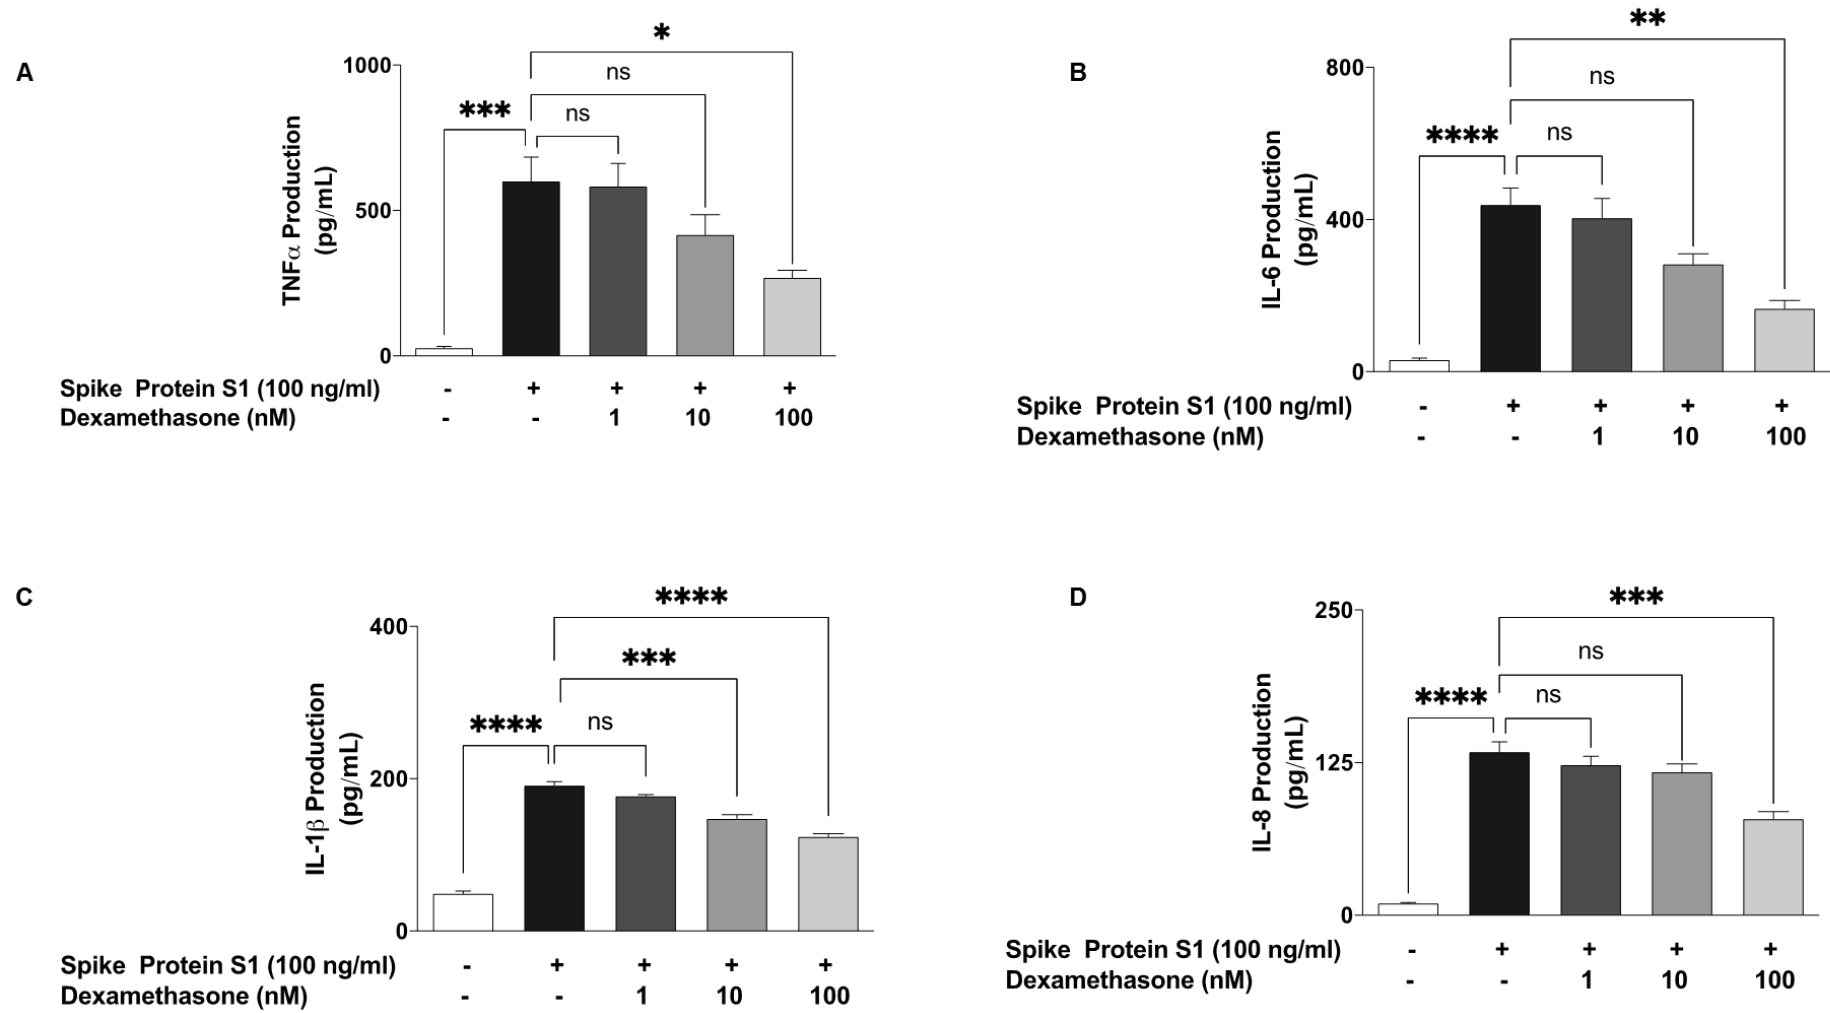 A
TNFα Production
(pg/mL)
1000
500
0
***
ns
ns
*
Spike Protein S1 (100 ng/ml) - + + + +
Dexamethasone (nM) - - 1 10 100
B
IL-6 Production
(pg/mL)
800
400
0
****
ns
ns
**
Spike Protein S1 (100 ng/ml) - + + + +
Dexamethasone (nM) - - 1 10 100
C
IL-1β Production
(pg/mL)
400
200
0
****
ns
***
****
Spike Protein S1 (100 ng/ml) - + + + +
Dexamethasone (nM) - - 1 10 100
D
IL-8 Production
(pg/mL)
250
125
0
****
ns
ns
***
Spike Protein S1 (100 ng/ml) - + + + +
Dexamethasone (nM) - - 1 10 100